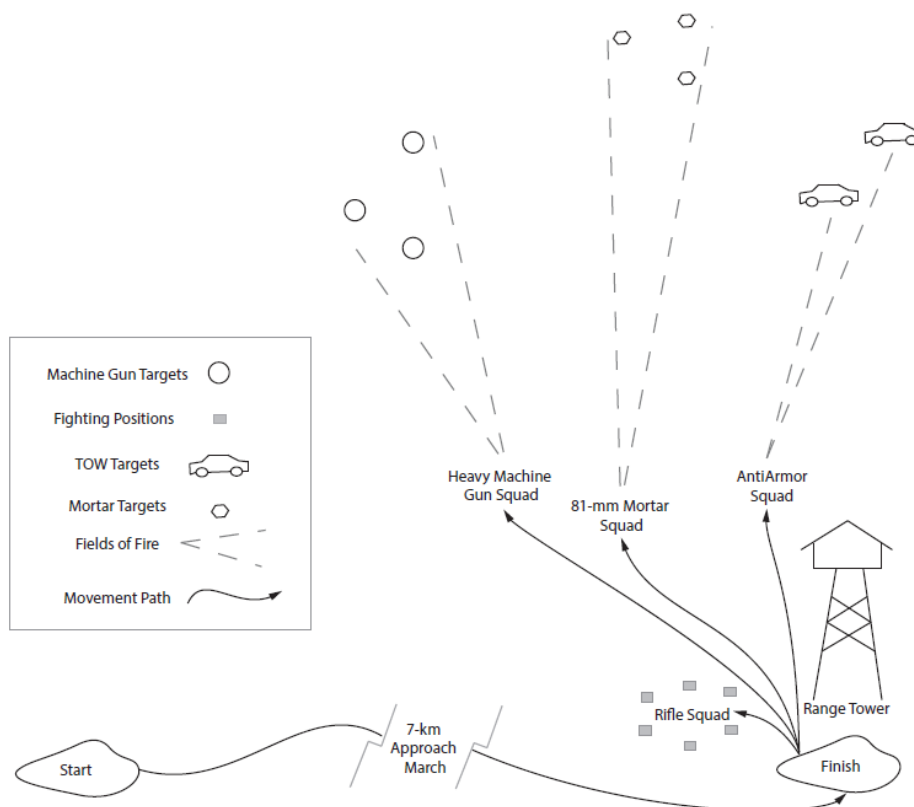 Machine Gun Targets
Fighting Positions
TOW Targets
Mortar Targets
Fields of Fire
Movement Path
Heavy Machine
Gun Squad
81-mm Mortar
Squad
AntiArmor
Squad
Range Tower
Rifle Squad
7-km
Approach
March
Start
Finish